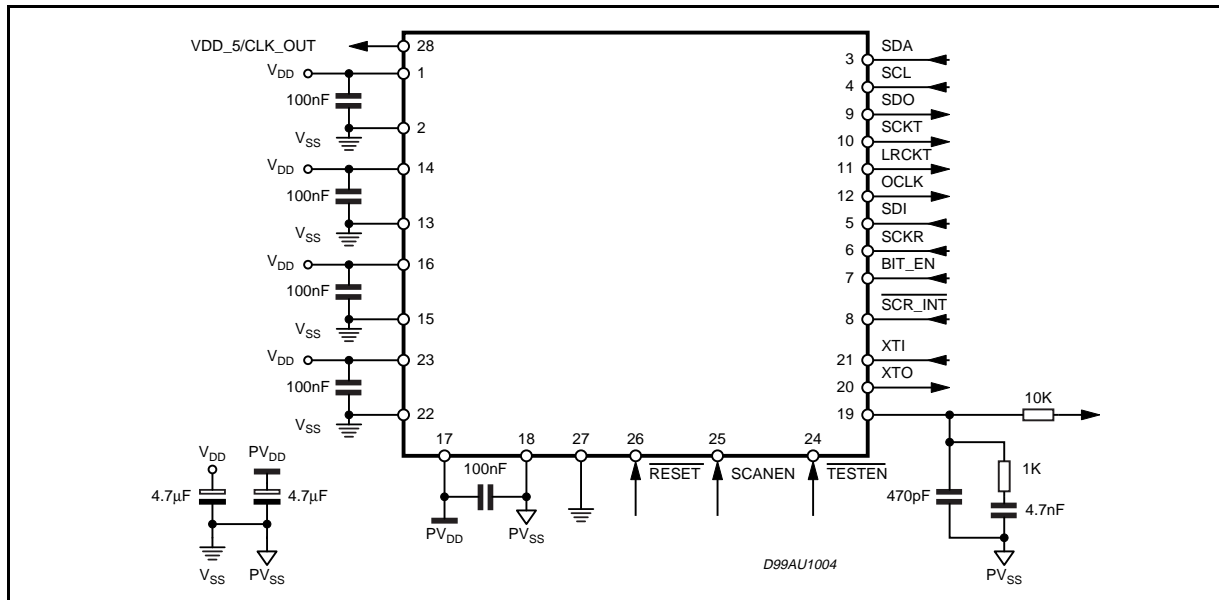 VDD_5/CLK_OUT 28
VDD 1
100nF
VSS 2
VDD 14
100nF
VSS 13
VDD 16
100nF
VSS 15
VDD 23
100nF
VSS 22
3 SDA
4 SCL
9 SDO
10 SCKT
11 LRCKT
12 OCLK
5 SDI
6 SCKR
7 BIT_EN
8 SCR_INT
21 XTI
20 XTO
19 10K
17 18 27 26 25 24
100nF RESET SCANEN TESTEN
PVDD PVSS
VDD PVDD
4.7μF 4.7μF
VSS PVSS
470pF 1K
4.7nF
PVSS
D99AU1004